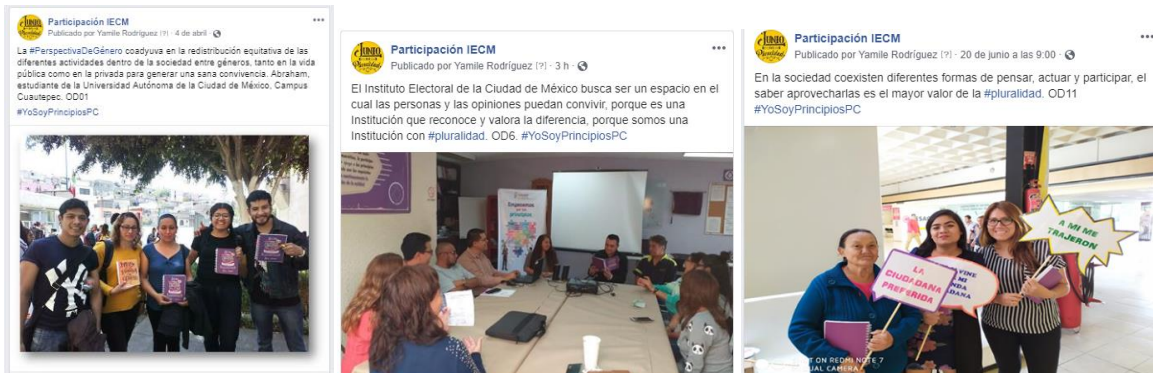 Participación IECM
Publicado por Yamile Rodríguez [?] · 4 de abril ·
La #PerspectivaDeGénero coadyuva en la redistribución equitativa de las
diferentes actividades dentro de la sociedad entre géneros, tanto en la vida
pública como en la privada para generar una sana convivencia. Abraham,
estudiante de la Universidad Autónoma de la Ciudad de México, Campus
Cuautepec. OD01
#YoSoyPrincipiosPC
Participación IECM
Publicado por Yamile Rodríguez [?] · 3 h ·
El Instituto Electoral de la Ciudad de México busca ser un espacio en el
cual las personas y las opiniones puedan convivir, porque es una
Institución que reconoce y valora la diferencia, porque somos una
Institución con #pluralidad. OD6. #YoSoyPrincipiosPC
Participación IECM
Publicado por Yamile Rodríguez [?] · 20 de junio a las 9:00 ·
En la sociedad coexisten diferentes formas de pensar, actuar y participar, el
saber aprovecharlas es el mayor valor de la #pluralidad. OD11
#YoSoyPrincipiosPC
A MI ME
TRAJERON
LA
CIUDADANA
PREFERIDA
VINE
MI
ADANA
T ON REDMI NOTE 7
UAL CAMERA